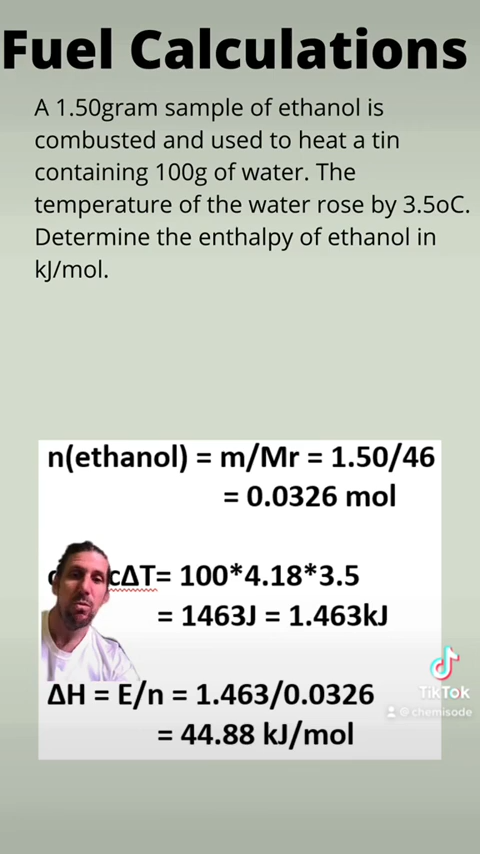 Fuel Calculations
A 1.50gram sample of ethanol is
combusted and used to heat a tin
containing 100g of water. The
temperature of the water rose by 3.5oC.
Determine the enthalpy of ethanol in
kJ/mol.
n(ethanol) = m/Mr = 1.50/46
= 0.0326 mol
cΔT= 100*4.18*3.5
= 1463J = 1.463kJ
ΔH = E/n = 1.463/0.0326
= 44.88 kJ/mol
TikTok
@chemisode